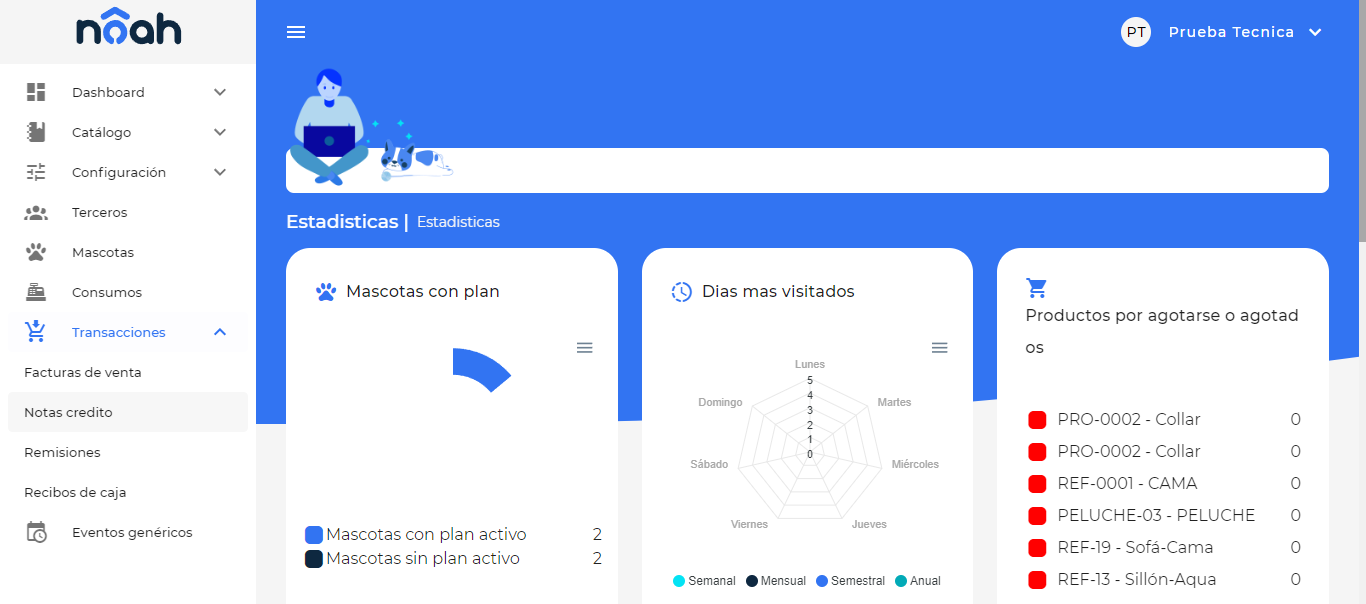 nôah
PT Prueba Tecnica
Dashboard
Catálogo
Configuración
Terceros
Mascotas
Consumos
Transacciones
Facturas de venta
Notas credito
Remisiones
Recibos de caja
Eventos genéricos
Estadisticas | Estadisticas
Mascotas con plan
Mascotas con plan activo 2
Mascotas sin plan activo 2
Dias mas visitados
Lunes
5
4
3
2
1
0
Domingo
Martes
Sábado
Miércoles
Viernes
Jueves
Semanal Mensual Semestral Anual
Productos por agotarse o agotad
os
PRO-0002 - Collar 0
PRO-0002 - Collar 0
REF-0001 - CAMA 0
PELUCHE-03 - PELUCHE 0
REF-19 - Sofá-Cama 0
REF-13 - Sillón-Aqua 0